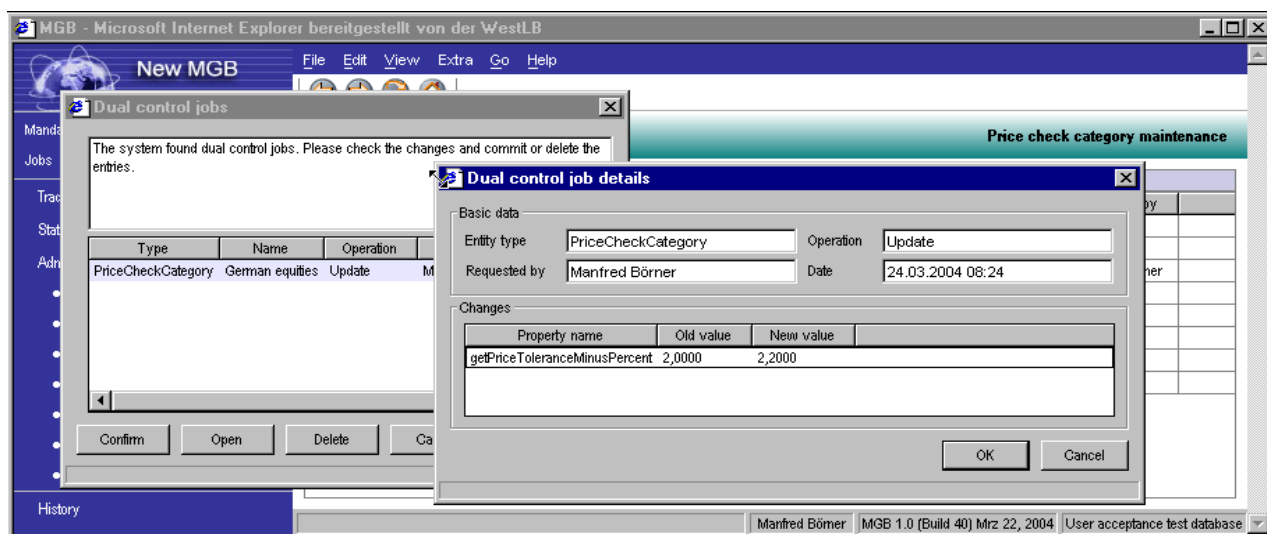 MGB - Microsoft Internet Explorer bereitgestellt von der WestLB
New MGB
File Edit View Extra Go Help
Dual control jobs
Price check category maintenance
Jobs
The system found dual control jobs. Please check the changes and commit or delete the
entries.
Type Name Operation
PriceCheckCategory German equities Update
Confirm Open Delete
Dual control job details
Basic data
Entity type PriceCheckCategory Operation Update
Requested by Manfred Börner Date 24.03.2004 08:24
Changes
Property name Old value New value
getPriceToleranceMinusPercent 2,0000 2,2000
OK Cancel
History
Manfred Börner MGB 1.0 (Build 40) Mrz 22, 2004 User acceptance test database